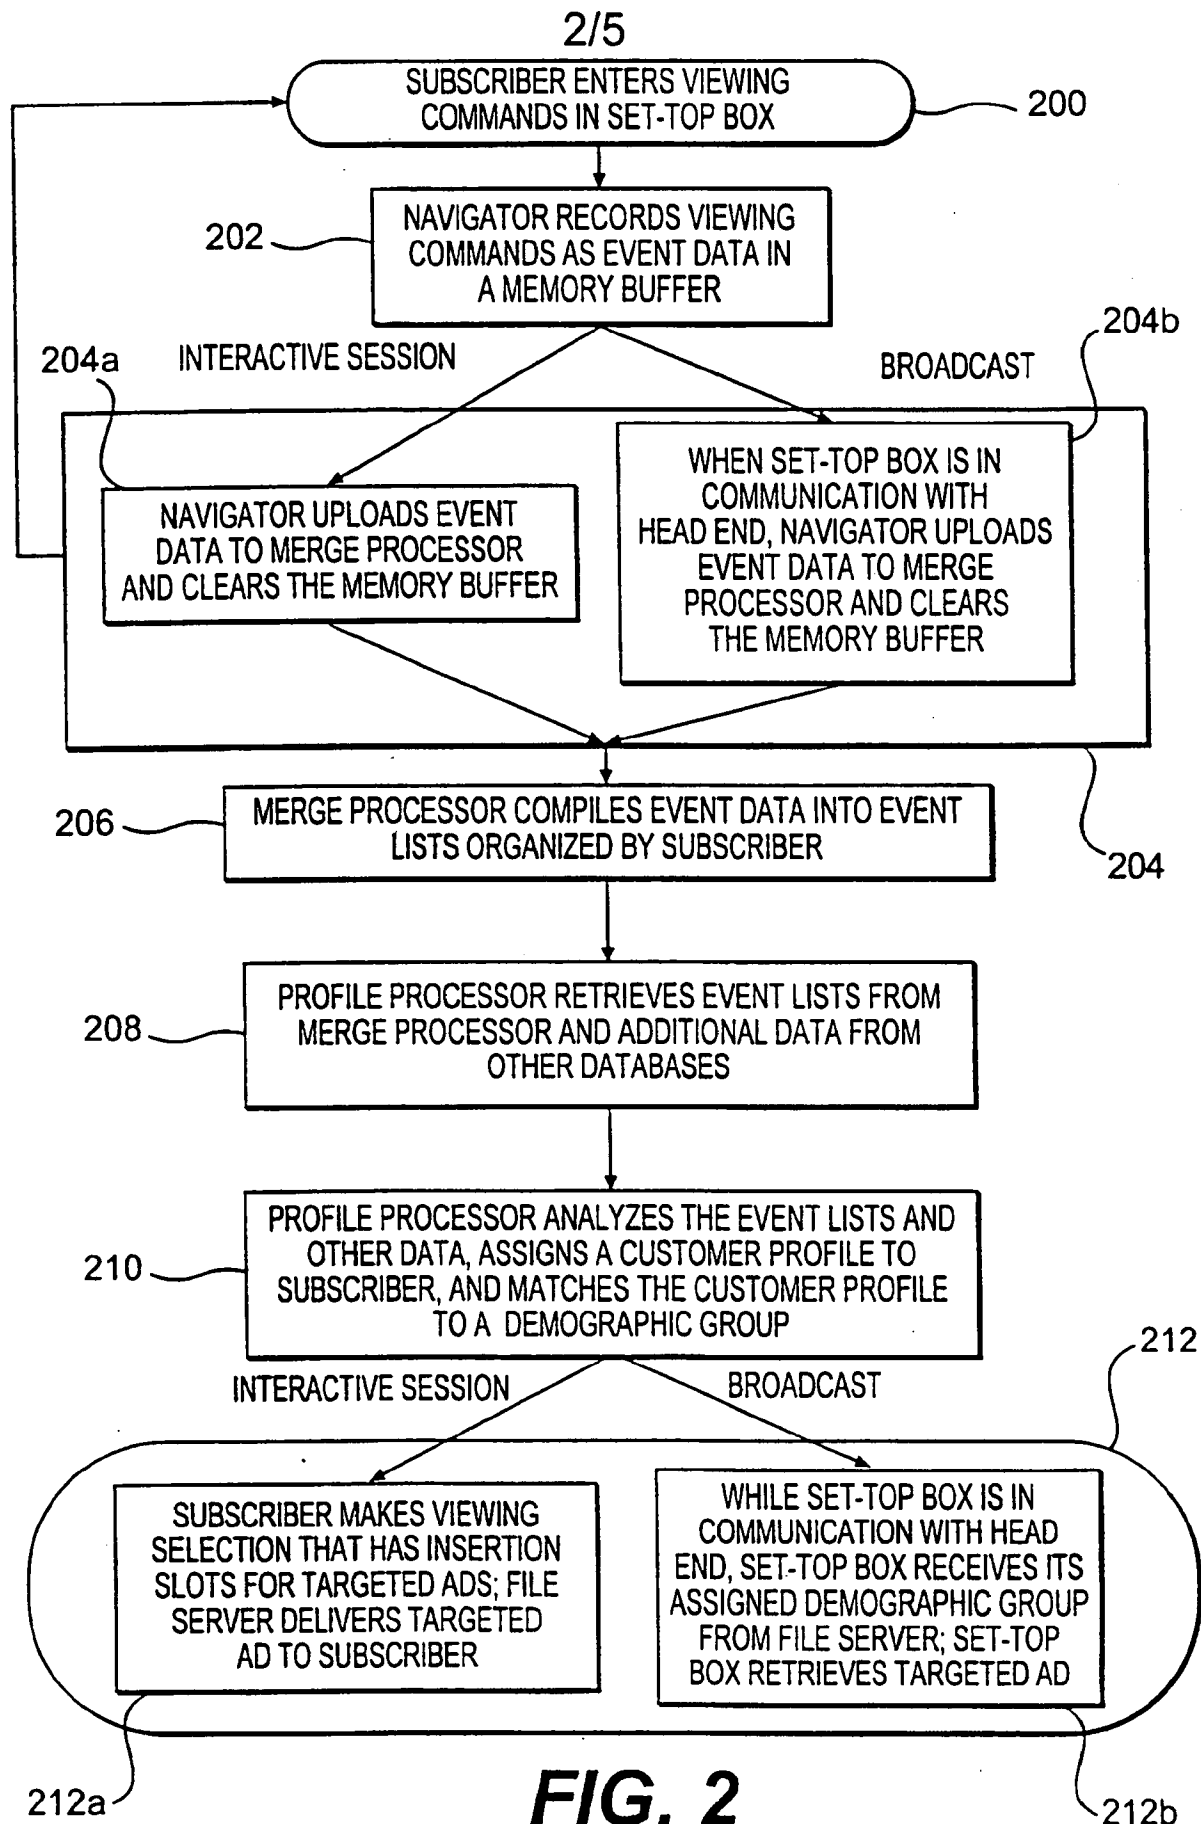 2/5
SUBSCRIBER ENTERS VIEWING
COMMANDS IN SET-TOP BOX
200
NAVIGATOR RECORDS VIEWING
COMMANDS AS EVENT DATA IN
A MEMORY BUFFER
202
INTERACTIVE SESSION
BROADCAST
204a
204b
NAVIGATOR UPLOADS EVENT
DATA TO MERGE PROCESSOR
AND CLEARS THE MEMORY BUFFER
WHEN SET-TOP BOX IS IN
COMMUNICATION WITH
HEAD END, NAVIGATOR UPLOADS
EVENT DATA TO MERGE
PROCESSOR AND CLEARS
THE MEMORY BUFFER
204
206
MERGE PROCESSOR COMPILES EVENT DATA INTO EVENT
LISTS ORGANIZED BY SUBSCRIBER
208
PROFILE PROCESSOR RETRIEVES EVENT LISTS FROM
MERGE PROCESSOR AND ADDITIONAL DATA FROM
OTHER DATABASES
210
PROFILE PROCESSOR ANALYZES THE EVENT LISTS AND
OTHER DATA, ASSIGNS A CUSTOMER PROFILE TO
SUBSCRIBER, AND MATCHES THE CUSTOMER PROFILE
TO A DEMOGRAPHIC GROUP
212
INTERACTIVE SESSION
BROADCAST
SUBSCRIBER MAKES VIEWING
SELECTION THAT HAS INSERTION
SLOTS FOR TARGETED ADS; FILE
SERVER DELIVERS TARGETED
AD TO SUBSCRIBER
WHILE SET-TOP BOX IS IN
COMMUNICATION WITH HEAD
END, SET-TOP BOX RECEIVES ITS
ASSIGNED DEMOGRAPHIC GROUP
FROM FILE SERVER; SET-TOP
BOX RETRIEVES TARGETED AD
212a
212b
FIG. 2